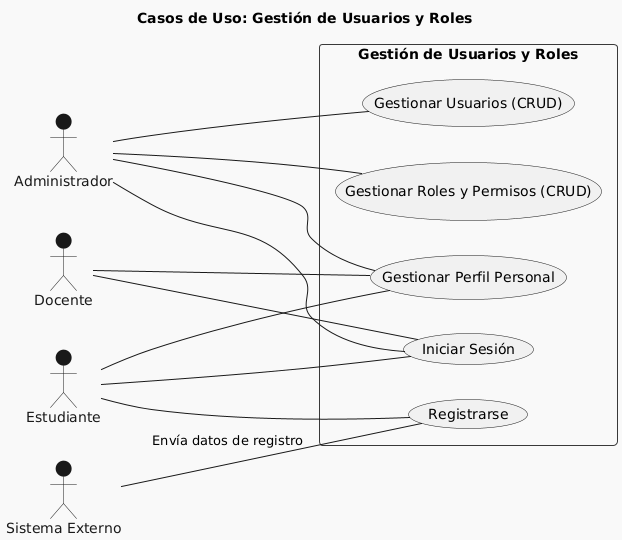 Casos de Uso: Gestión de Usuarios y Roles
Gestión de Usuarios y Roles
Gestionar Usuarios (CRUD)
Administrador
Gestionar Roles y Permisos (CRUD)
Gestionar Perfil Personal
Docente
Iniciar Sesión
Estudiante
Registrarse
Envía datos de registro
Sistema Externo